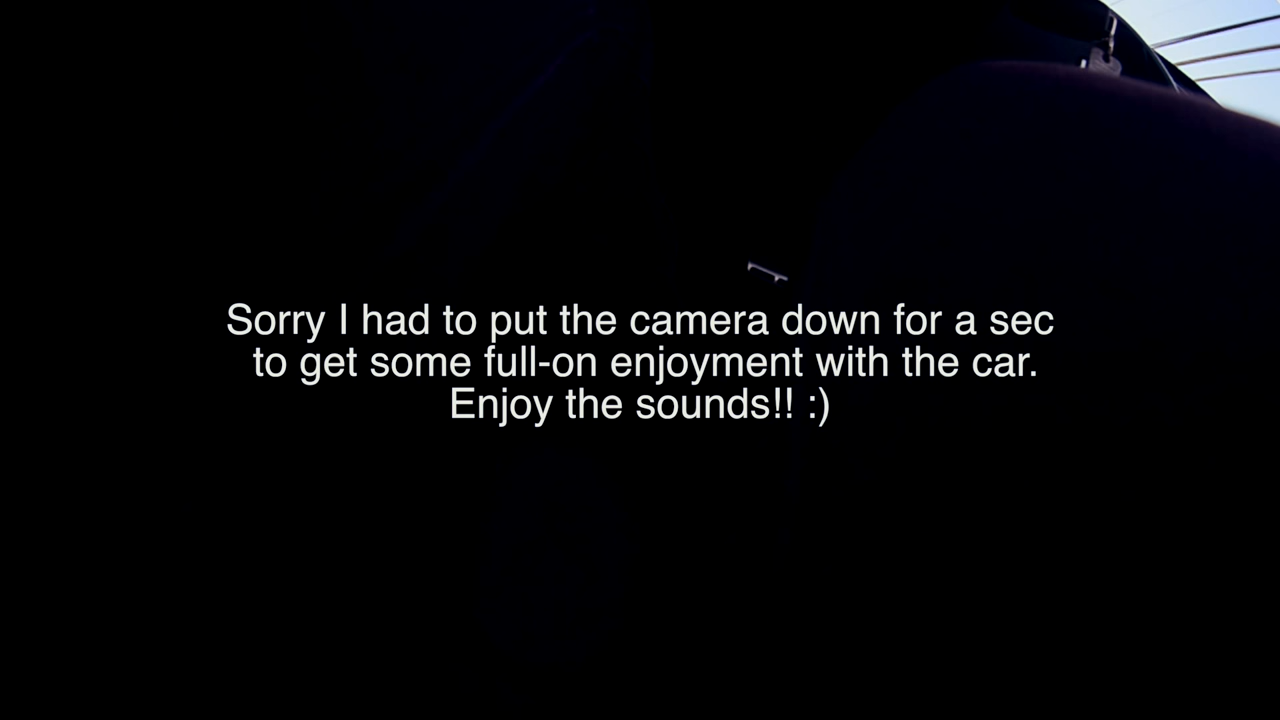 Sorry I had to put the camera down for a sec
to get some full-on enjoyment with the car.
Enjoy the sounds!! :)